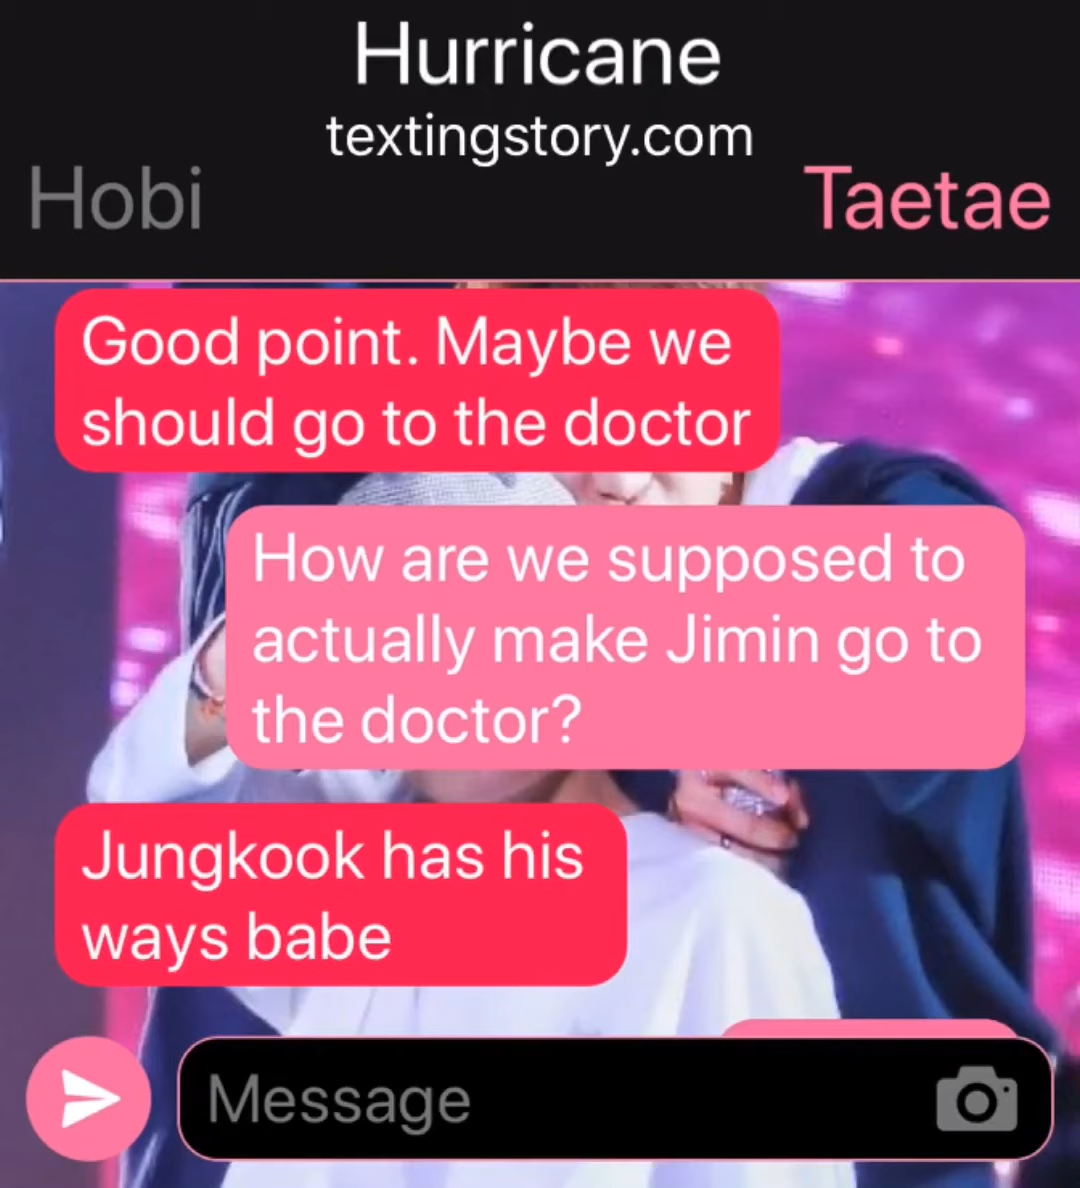 Hurricane
textingstory.com
Hobi
Taetae
Good point. Maybe we
should go to the doctor
How are we supposed to
actually make Jimin go to
the doctor?
Jungkook has his
ways babe
Message